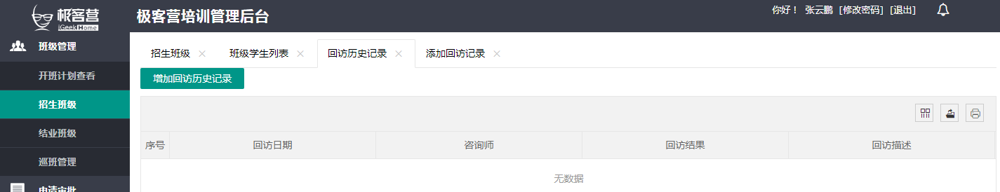 极客营
iGeekHome
极客营培训管理后台
你好！ 张云鹏 [修改密码] [退出]
班级管理
开班计划查看
招生班级
结业班级
巡班管理
申请审批
招生班级
班级学生列表
回访历史记录
添加回访记录
增加回访历史记录
序号 回访日期 咨询师 回访结果 回访描述
无数据